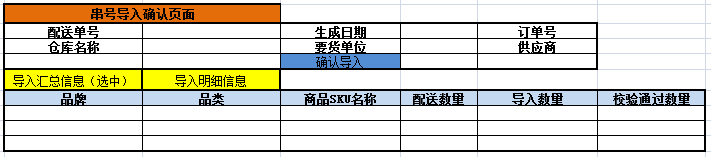 串号导入确认页面
配送单号 生成日期 订单号
仓库名称 要货单位 供应商
确认导入
导入汇总信息（选中） 导入明细信息
品牌 品类 商品SKU名称 配送数量 导入数量 校验通过数量